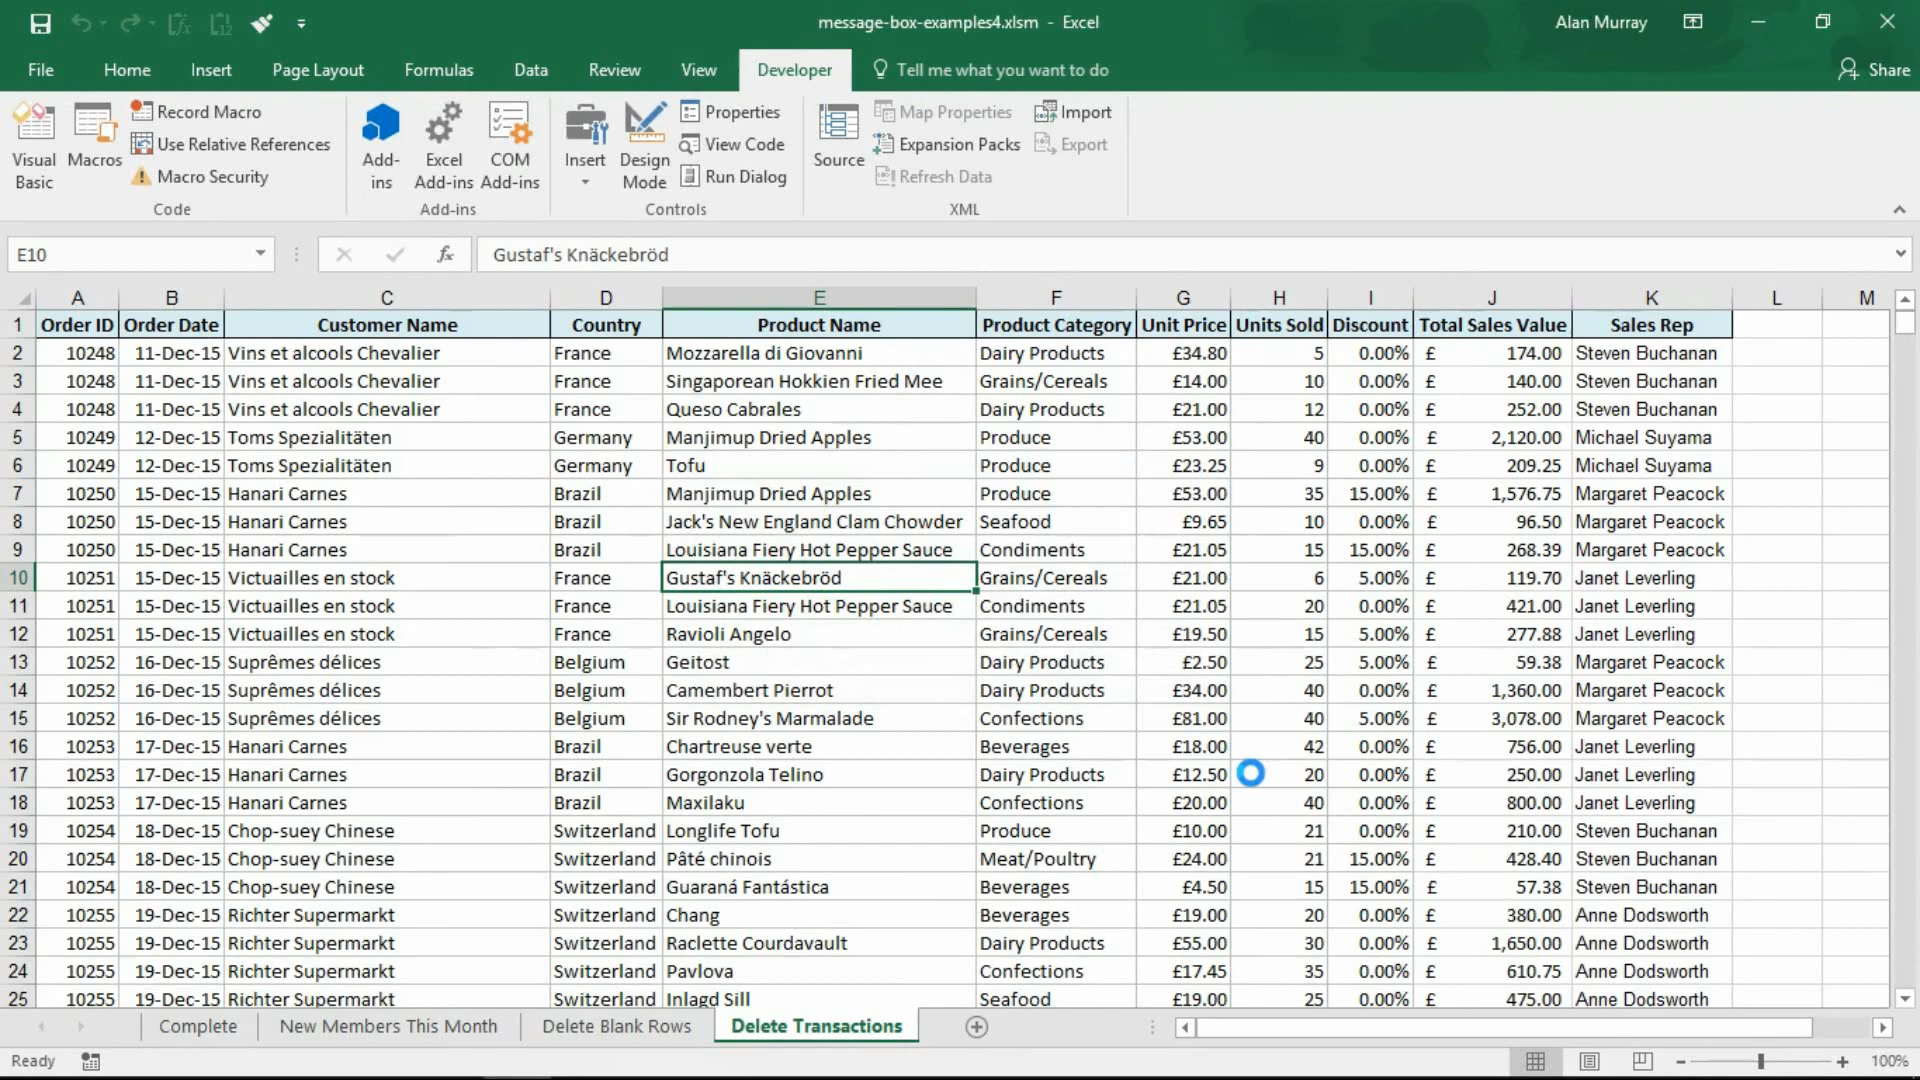 message-box-examples4.xlsm - Excel
Alan Murray
File Home Insert Page Layout Formulas Data Review View Developer Tell me what you want to do Share
Visual Basic
Macros
Record Macro
Use Relative References
Macro Security
Code
Add-ins
Excel Add-ins
COM Add-ins
Add-ins
Insert
Design Mode
Properties
View Code
Run Dialog
Controls
Source
Map Properties
Expansion Packs
Refresh Data
Import
Export
XML
E10
fx
Gustaf's Knäckebröd
A B C D E F G H I J K L M
1 Order ID Order Date Customer Name Country Product Name Product Category Unit Price Units Sold Discount Total Sales Value Sales Rep
2 10248 11-Dec-15 Vins et alcools Chevalier France Mozzarella di Giovanni Dairy Products £34.80 5 0.00% £ 174.00 Steven Buchanan
3 10248 11-Dec-15 Vins et alcools Chevalier France Singaporean Hokkien Fried Mee Grains/Cereals £14.00 10 0.00% £ 140.00 Steven Buchanan
4 10248 11-Dec-15 Vins et alcools Chevalier France Queso Cabrales Dairy Products £21.00 12 0.00% £ 252.00 Steven Buchanan
5 10249 12-Dec-15 Toms Spezialitäten Germany Manjimup Dried Apples Produce £53.00 40 0.00% £ 2,120.00 Michael Suyama
6 10249 12-Dec-15 Toms Spezialitäten Germany Tofu Produce £23.25 9 0.00% £ 209.25 Michael Suyama
7 10250 15-Dec-15 Hanari Carnes Brazil Manjimup Dried Apples Produce £53.00 35 15.00% £ 1,576.75 Margaret Peacock
8 10250 15-Dec-15 Hanari Carnes Brazil Jack's New England Clam Chowder Seafood £9.65 10 0.00% £ 96.50 Margaret Peacock
9 10250 15-Dec-15 Hanari Carnes Brazil Louisiana Fiery Hot Pepper Sauce Condiments £21.05 15 15.00% £ 268.39 Margaret Peacock
10 10251 15-Dec-15 Victuailles en stock France Gustaf's Knäckebröd Grains/Cereals £21.00 6 5.00% £ 119.70 Janet Leverling
11 10251 15-Dec-15 Victuailles en stock France Louisiana Fiery Hot Pepper Sauce Condiments £21.05 20 0.00% £ 421.00 Janet Leverling
12 10251 15-Dec-15 Victuailles en stock France Ravioli Angelo Grains/Cereals £19.50 15 5.00% £ 277.88 Janet Leverling
13 10252 16-Dec-15 Suprêmes délices Belgium Geitost Dairy Products £2.50 25 5.00% £ 59.38 Margaret Peacock
14 10252 16-Dec-15 Suprêmes délices Belgium Camembert Pierrot Dairy Products £34.00 40 0.00% £ 1,360.00 Margaret Peacock
15 10252 16-Dec-15 Suprêmes délices Belgium Sir Rodney's Marmalade Confections £81.00 40 5.00% £ 3,078.00 Margaret Peacock
16 10253 17-Dec-15 Hanari Carnes Brazil Chartreuse verte Beverages £18.00 42 0.00% £ 756.00 Janet Leverling
17 10253 17-Dec-15 Hanari Carnes Brazil Gorgonzola Telino Dairy Products £12.50 20 0.00% £ 250.00 Janet Leverling
18 10253 17-Dec-15 Hanari Carnes Brazil Maxilaku Confections £20.00 40 0.00% £ 800.00 Janet Leverling
19 10254 18-Dec-15 Chop-suey Chinese Switzerland Longlife Tofu Produce £10.00 21 0.00% £ 210.00 Steven Buchanan
20 10254 18-Dec-15 Chop-suey Chinese Switzerland Pâté chinois Meat/Poultry £24.00 21 15.00% £ 428.40 Steven Buchanan
21 10254 18-Dec-15 Chop-suey Chinese Switzerland Guaraná Fantástica Beverages £4.50 15 15.00% £ 57.38 Steven Buchanan
22 10255 19-Dec-15 Richter Supermarkt Switzerland Chang Beverages £19.00 20 0.00% £ 380.00 Anne Dodsworth
23 10255 19-Dec-15 Richter Supermarkt Switzerland Raclette Courdavault Dairy Products £55.00 30 0.00% £ 1,650.00 Anne Dodsworth
24 10255 19-Dec-15 Richter Supermarkt Switzerland Pavlova Confections £17.45 35 0.00% £ 610.75 Anne Dodsworth
25 10255 19-Dec-15 Richter Supermarkt Switzerland Inlagd Sill Seafood £19.00 25 0.00% £ 475.00 Anne Dodsworth
Complete New Members This Month Delete Blank Rows Delete Transactions
Ready
100%